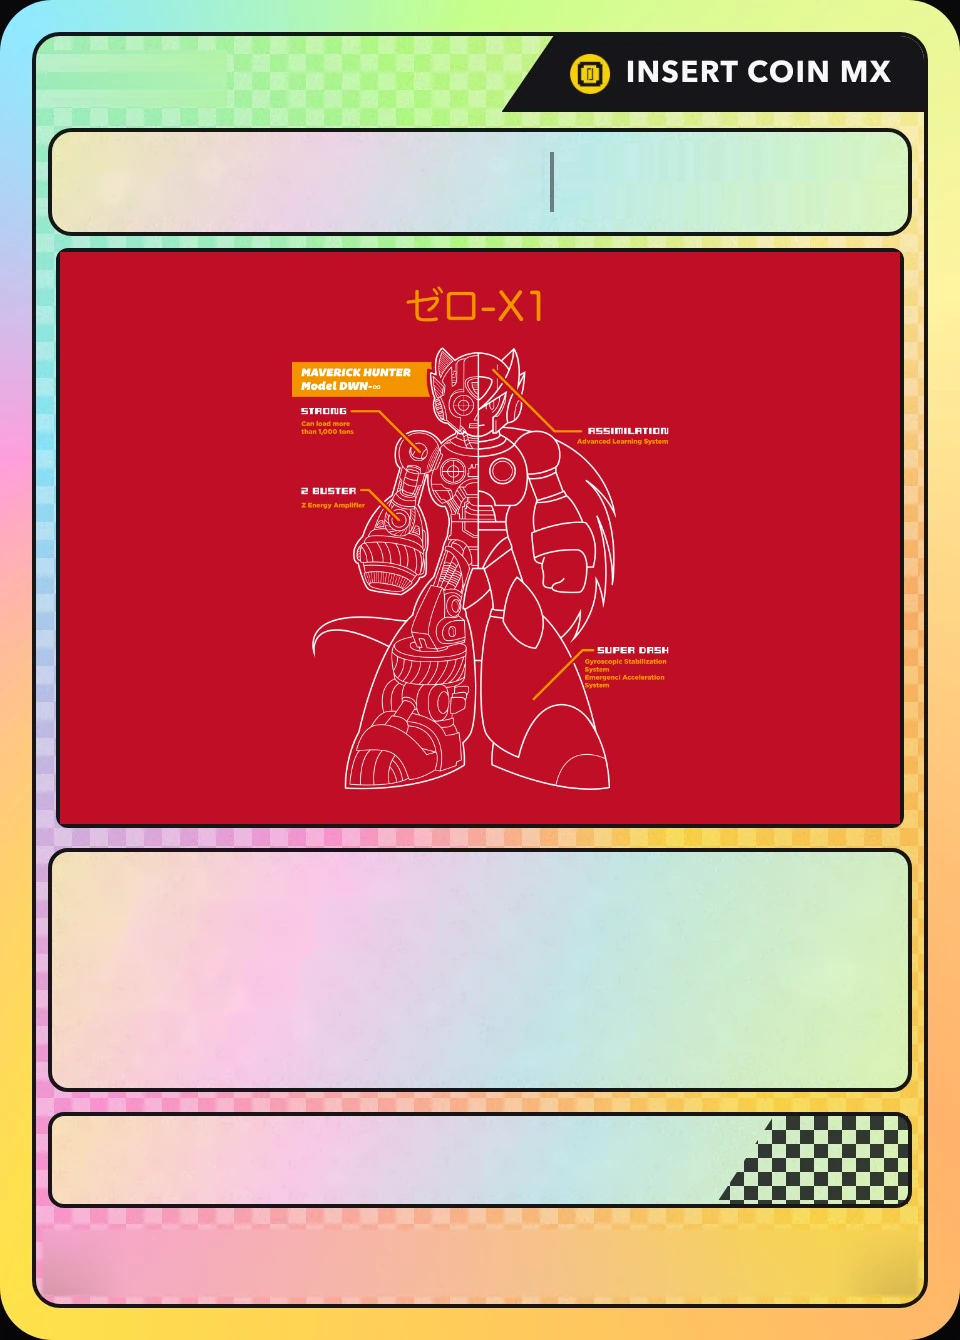 INSERT COIN MX
ゼロ-X1
MAVERICK HUNTER
Model DWN-∞
STRONG
Can load more
than 1,000 tons
ASSIMILATION
Advanced Learning System
Z BUSTER
Z Energy Amplifier
SUPER DASH
Gyroscopic Stabilization
System
Emergenci Acceleration
System